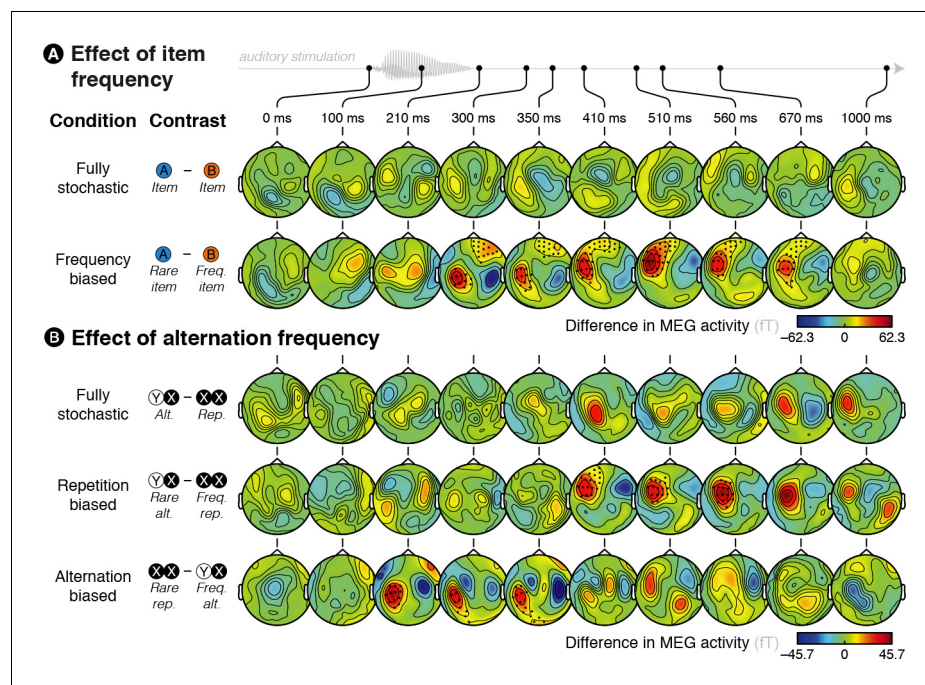 A Effect of item
frequency
auditory stimulation
Condition Contrast
0 ms 100 ms 210 ms 300 ms 350 ms 410 ms 510 ms 560 ms 670 ms 1000 ms
Fully
stochastic
A – B
Item Item
Frequency
biased
A – B
Rare
item
Freq.
item
Difference in MEG activity (fT)
−62.3 0 62.3
B Effect of alternation frequency
Fully
stochastic
YX – XX
Alt. Rep.
Repetition
biased
YX – XX
Rare
alt.
Freq.
rep.
Alternation
biased
XX – YX
Rare
rep.
Freq.
alt.
Difference in MEG activity (fT)
−45.7 0 45.7